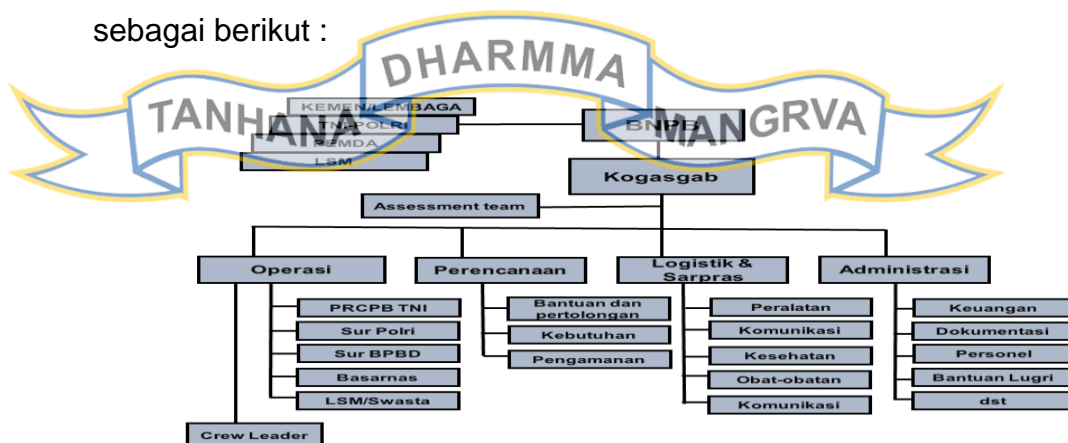 sebagai berikut :
TANHANA DHARMMA MANGRVA
KEMEN/LEMBAGA
TNI-POLRI
PEMDA
LSM
BNPB
Kogasgab
Assessment team
Operasi
PRCPB TNI
Sur Polri
Sur BPBD
Basarnas
LSM/Swasta
Crew Leader
Perencanaan
Bantuan dan
pertolongan
Kebutuhan
Pengamanan
Logistik &
Sarpras
Peralatan
Komunikasi
Kesehatan
Obat-obatan
Komunikasi
Administrasi
Keuangan
Dokumentasi
Personel
Bantuan Lugri
dst